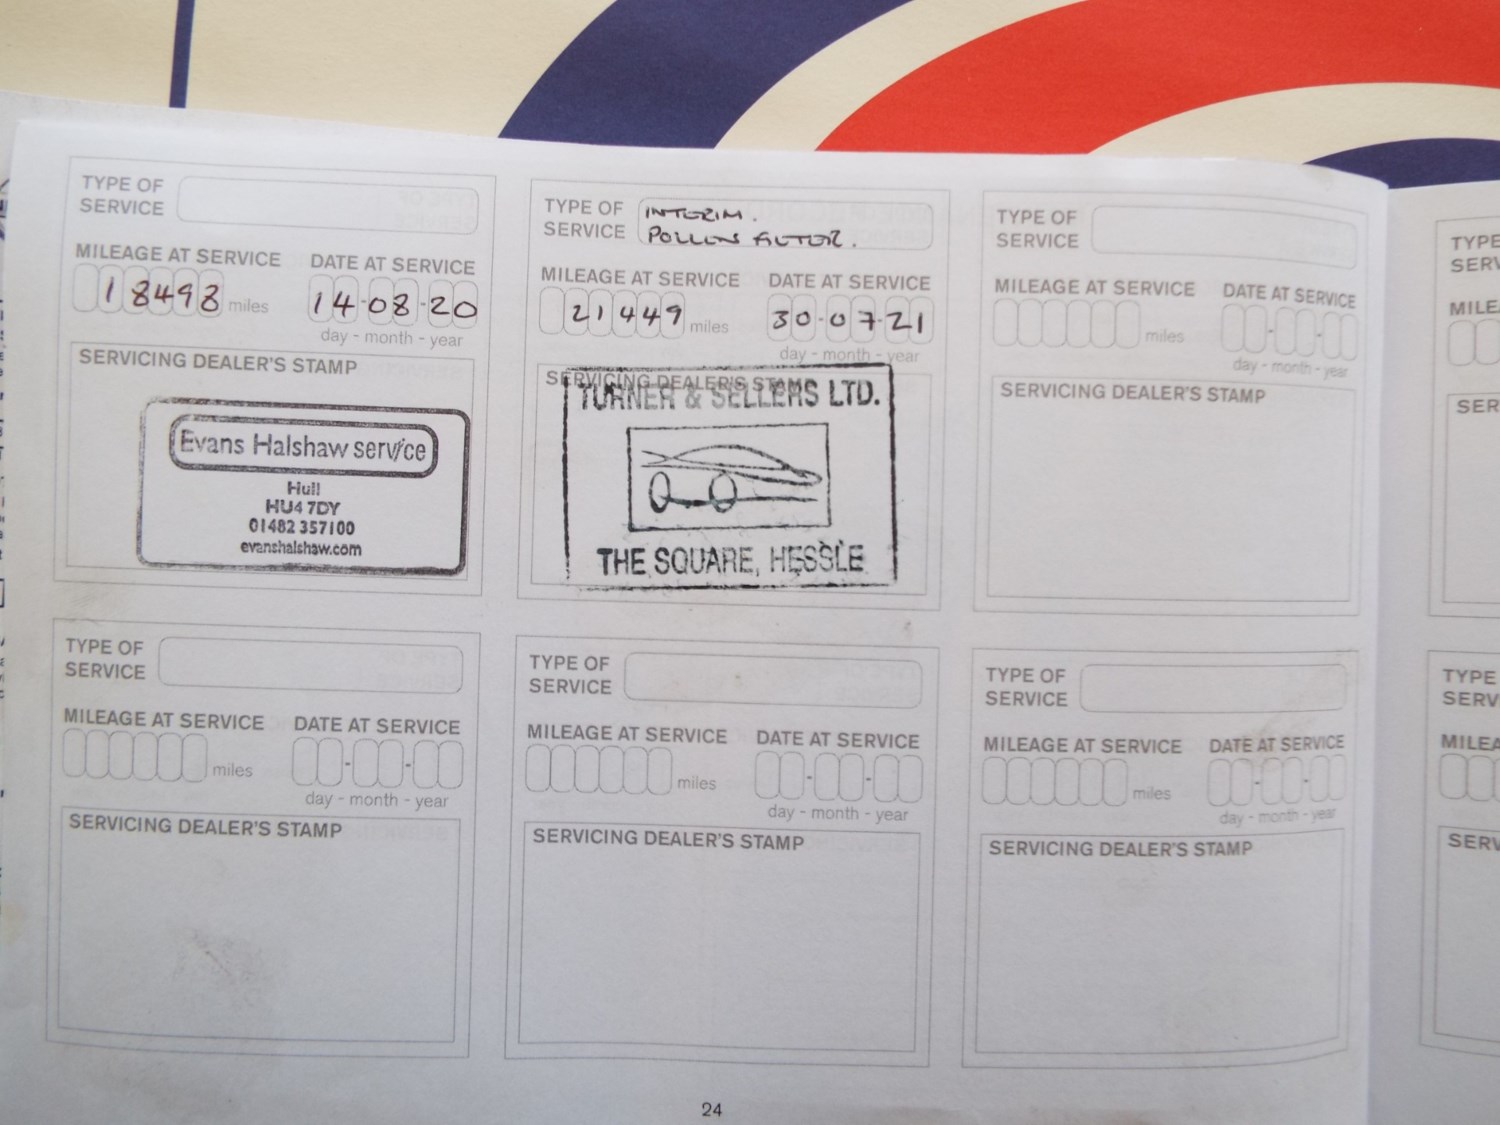 TYPE OF
SERVICE
MILEAGE AT SERVICE
DATE AT SERVICE
18498 miles
14-08-20
day - month - year
SERVICING DEALER'S STAMP
Evans Halshaw service
Hull
HU4 7DY
01482 357100
evanshalshaw.com
TYPE OF
SERVICE
INTERIM.
POLLEN FILTER.
MILEAGE AT SERVICE
DATE AT SERVICE
21449 miles
30-07-21
day - month - year
SERVICING DEALER'S STAMP
TURNER & SELLERS LTD.
THE SQUARE, HESSLE
TYPE OF
SERVICE
MILEAGE AT SERVICE
DATE AT SERVICE
miles
day - month - year
SERVICING DEALER'S STAMP
TYPE OF
SERVICE
MILEAGE AT SERVICE
DATE AT SERVICE
miles
day - month - year
SERVICING DEALER'S STAMP
TYPE OF
SERVICE
MILEAGE AT SERVICE
DATE AT SERVICE
miles
day - month - year
SERVICING DEALER'S STAMP
TYPE OF
SERVICE
MILEAGE AT SERVICE
DATE AT SERVICE
miles
day - month - year
SERVICING DEALER'S STAMP
TYPE
24